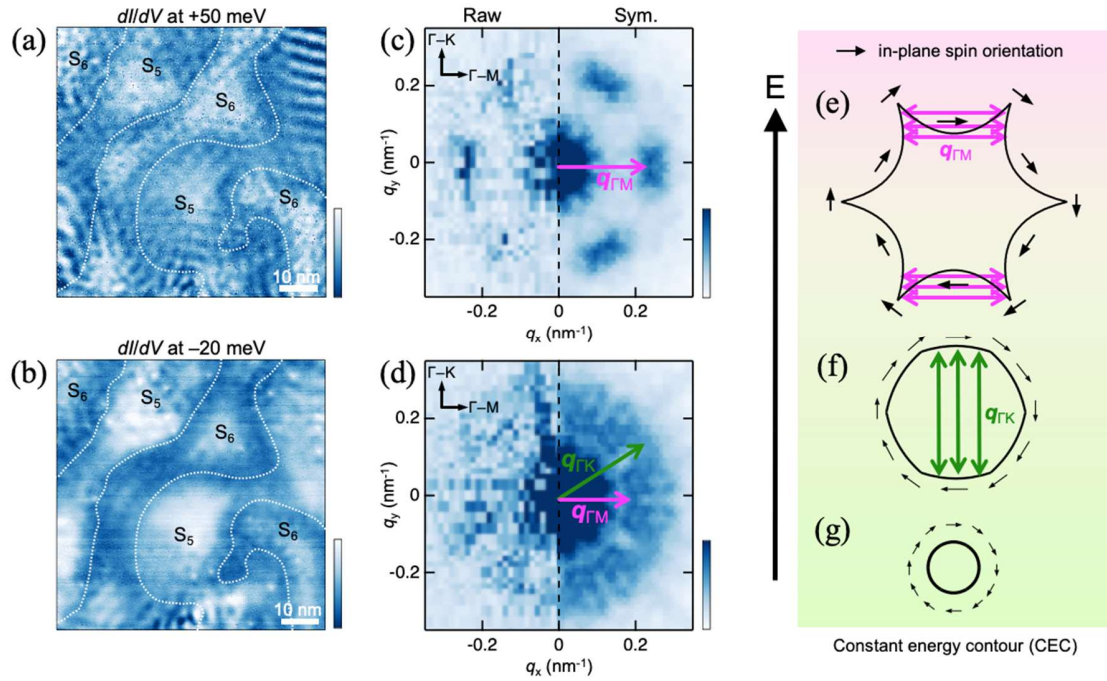 dI/dV at +50 meV
(a)
S6
S5
S6
S5
S6
10 nm
dI/dV at –20 meV
(b)
S6
S5
S6
S5
S6
10 nm
Raw
Sym.
(c)
Γ–K
Γ–M
qΓM
0.2
0
-0.2
qy (nm-1)
-0.2
0
0.2
qx (nm-1)
(d)
Γ–K
Γ–M
qΓK
qΓM
0.2
0
-0.2
qy (nm-1)
-0.2
0
0.2
qx (nm-1)
E
in-plane spin orientation
(e)
qΓM
(f)
qΓK
(g)
Constant energy contour (CEC)